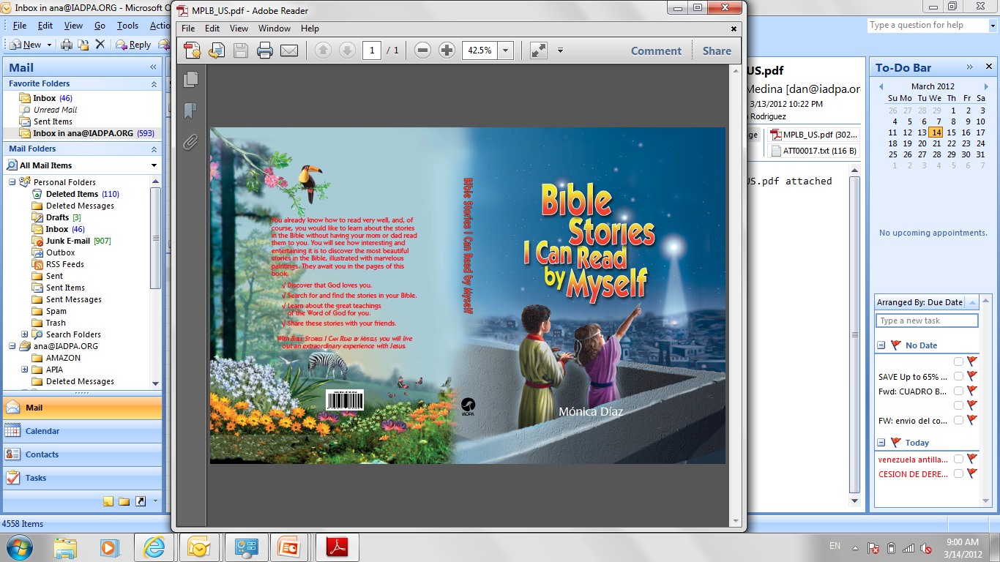 Inbox in ana@IADPA.ORG - Microsoft O
File Edit View Go Tools Actio
Type a question for help
New Reply
Mail
Favorite Folders
Inbox (46)
Unread Mail
Sent Items
Inbox in ana@IADPA.ORG (593)
Mail Folders
All Mail Items
Personal Folders
Deleted Items (110)
Deleted Messages
Drafts [3]
Inbox (46)
Junk E-mail [907]
Outbox
RSS Feeds
Sent
Sent Items
Sent Messages
Spam
Trash
Search Folders
ana@IADPA.ORG
AMAZON
APIA
Deleted Messages
Mail
Calendar
Contacts
Tasks
4558 Items
MPLB_US.pdf - Adobe Reader
File Edit View Window Help
1 / 1 42.5% Comment Share
You already know how to read very well, and, of
course, you would like to learn about the stories
in the Bible without having your mom or dad read
them to you. You will see how interesting and
entertaining it is to discover the most beautiful
stories in the Bible, illustrated with marvelous
paintings. They await you in the pages of this
book.
√ Discover that God loves you.
√ Search for and find the stories in your Bible.
√ Learn about the great teachings
of the Word of God for you.
√ Share these stories with your friends.
With Bible Stories I Can Read by Myself, you will live
out an extraordinary experience with Jesus.
Bible Stories I Can Read by Myself
IADPA
Bible
Stories
I Can Read
by Myself
Mónica Díaz
US.pdf
Medina [dan@iadpa.or
3/13/2012 10:22 PM
Rodriguez
ge MPLB_US.pdf (302...
ATT00017.txt (116 B)
US.pdf attached
To-Do Bar
March 2012
Su Mo Tu We Th Fr Sa
26 27 28 29 1 2 3
4 5 6 7 8 9 10
11 12 13 14 15 16 17
18 19 20 21 22 23 24
25 26 27 28 29 30 31
1 2 3 4 5 6 7
No upcoming appointments.
Arranged By: Due Date
Type a new task
No Date
SAVE Up to 65% ...
Fwd: CUADRO B...
FW: envio del co...
Today
venezuela antilla...
CESION DE DERE...
EN
9:00 AM
3/14/2012